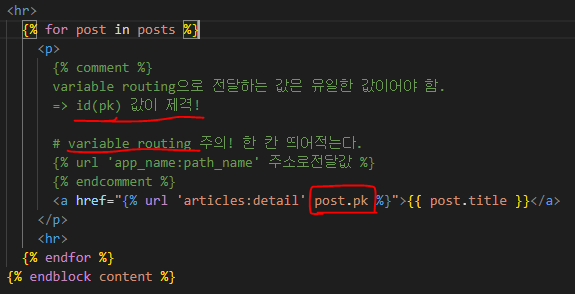 <hr>
{% for post in posts %}
<p>
{% comment %}
variable routing으로 전달하는 값은 유일한 값이어야 함.
=> id(pk) 값이 제격!
# variable routing 주의! 한 칸 띄어적는다.
{% url 'app_name:path_name' 주소로전달값 %}
{% endcomment %}
<a href="{% url 'articles:detail' post.pk %}">{{ post.title }}</a>
</p>
<hr>
{% endfor %}
{% endblock content %}